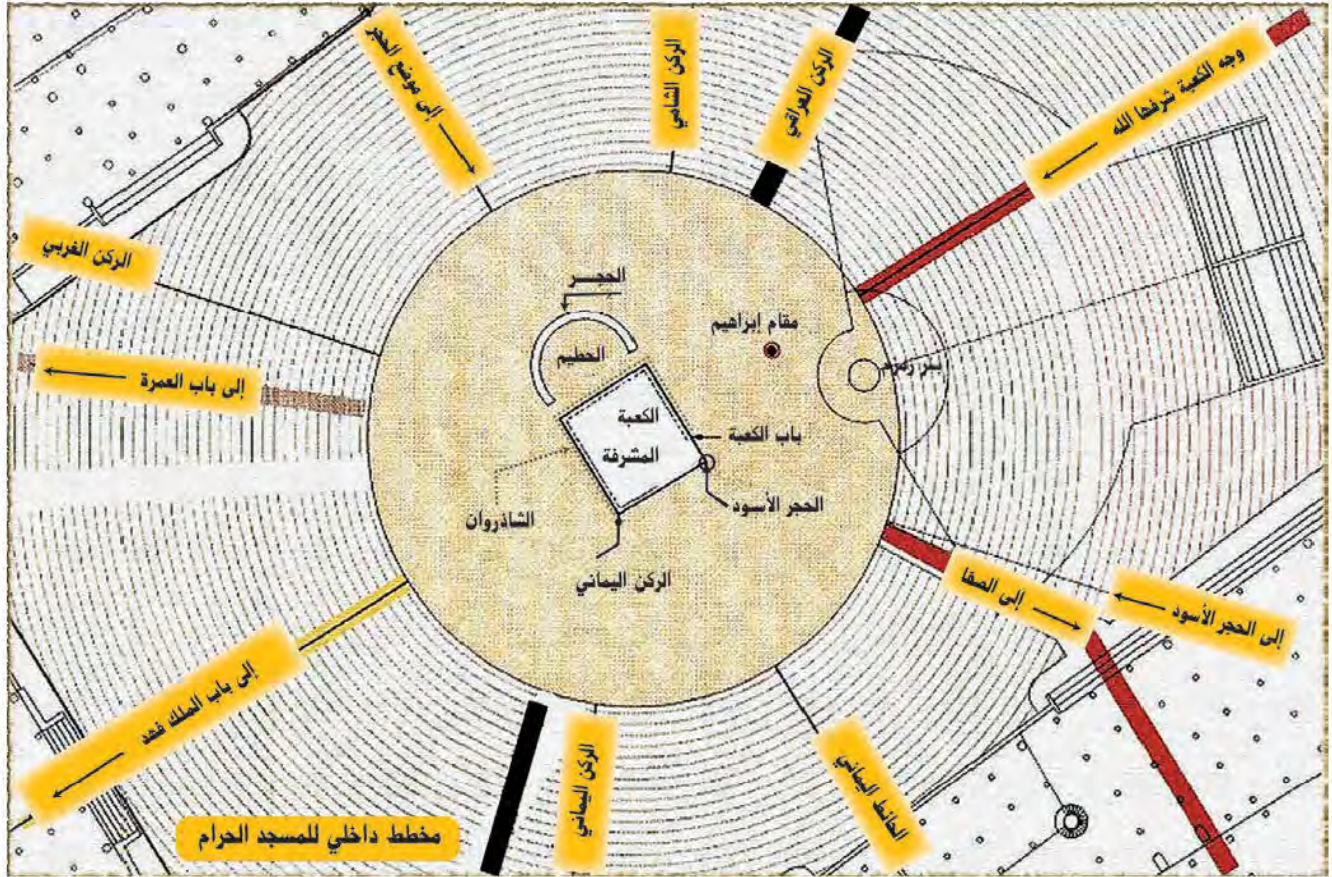 إلى موضع الحجر
الركن الشامي
الركن العراقي
وجه الكعبة شرفها الله
الركن الغربي
إلى باب العمرة
الحجـــر
الحطيم
مقام إبراهيم
بئر زمزم
الكعبة
المشرفة
باب الكعبة
الحجر الأسود
الشاذروان
الركن اليماني
إلى الصفا
إلى الحجر الأسود
إلى باب الملك فهد
الركن اليماني
الحائط اليماني
مخطط داخلي للمسجد الحرام